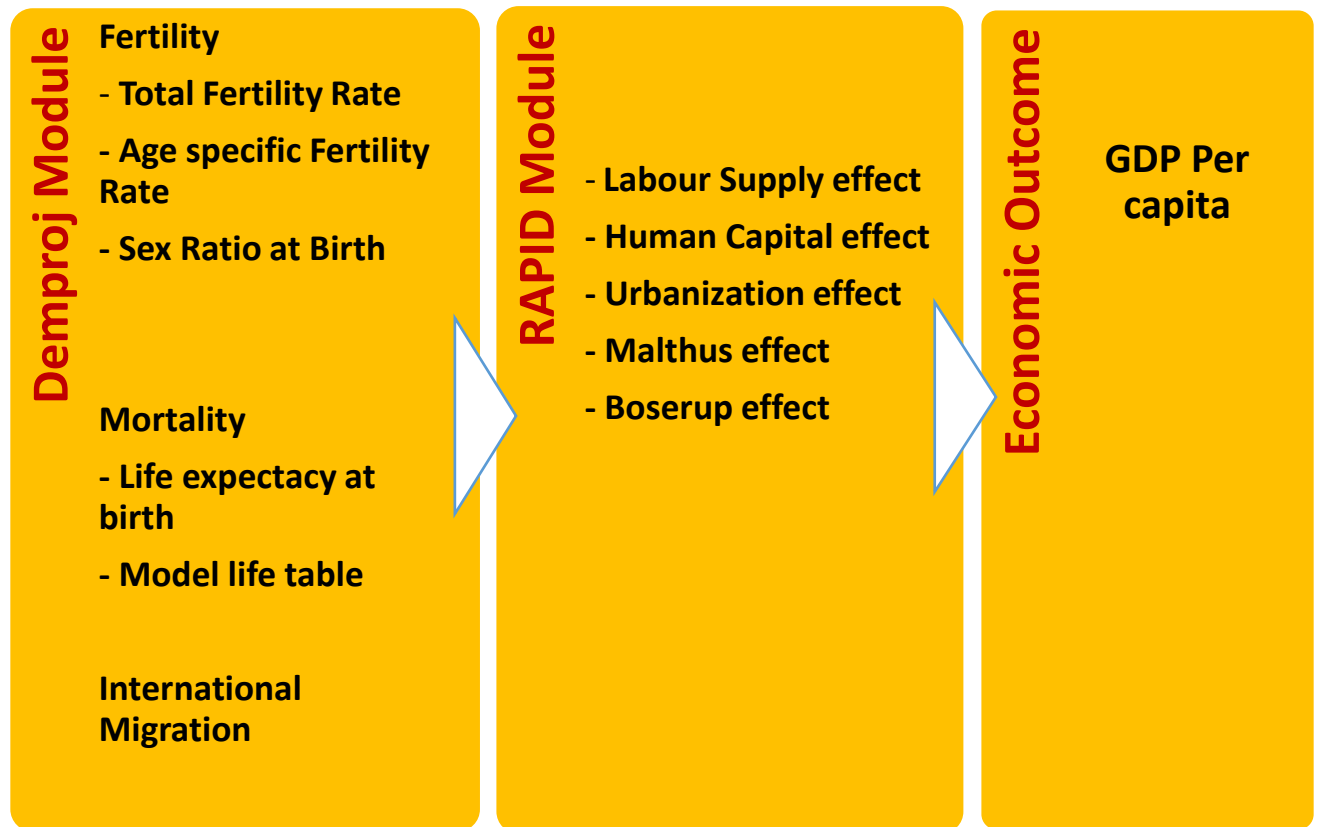 Demproj Module
Fertility
- Total Fertility Rate
- Age specific Fertility
Rate
- Sex Ratio at Birth
Mortality
- Life expectacy at
birth
- Model life table
International
Migration
RAPID Module
- Labour Supply effect
- Human Capital effect
- Urbanization effect
- Malthus effect
- Boserup effect
Economic Outcome
GDP Per
capita